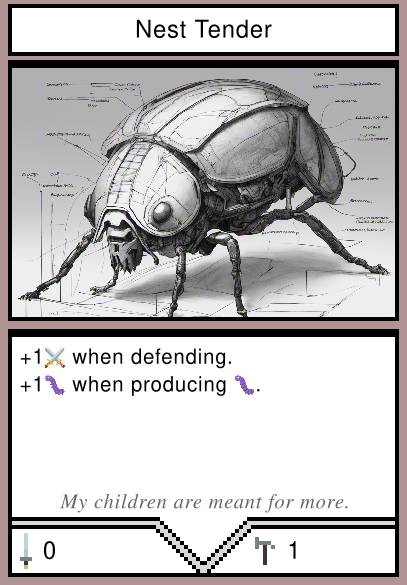 Nest Tender
+1⚔️ when defending.
+1🐛 when producing 🐛.
My children are meant for more.
0
1